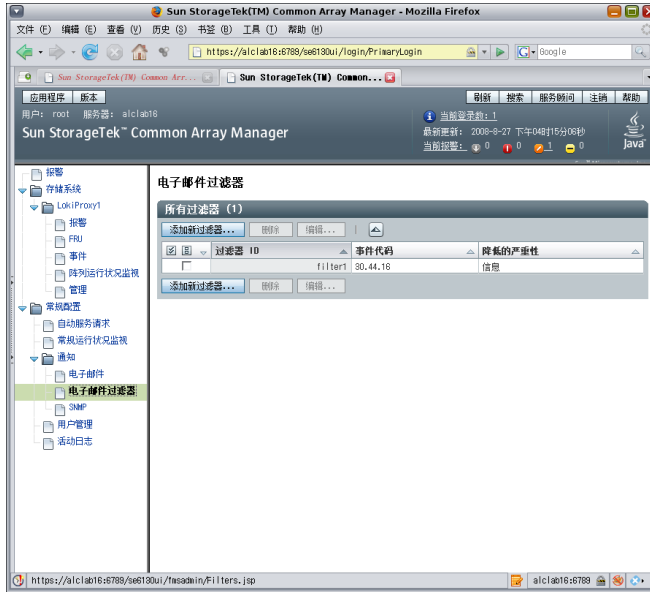 Sun StorageTek(TM) Common Array Manager - Mozilla Firefox
文件 (F) 编辑 (E) 查看 (V) 历史 (S) 书签 (B) 工具 (T) 帮助 (H)
https://alclab16:6789/se6130ui/login/PrimaryLogin
Google
Sun StorageTek(TM) Common Arr...
Sun StorageTek(TM) Common...
应用程序 版本 刷新 搜索 服务顾问 注销 帮助
用户: root 服务器: alclab16
当前登录数: 1
最新更新: 2008-8-27 下午04时15分06秒
Sun StorageTek™ Common Array Manager
当前报警: 0 0 1 0
Java
报警
存储系统
LokiProxy1
报警
FRU
事件
阵列运行状况监视
管理
常规配置
自动服务请求
常规运行状况监视
通知
电子邮件
电子邮件过滤器
SNMP
用户管理
活动日志
电子邮件过滤器
所有过滤器 (1)
添加新过滤器... 删除 编辑...
过滤器 ID 事件代码 降低的严重性
filter1 30.44.16 信息
添加新过滤器... 删除 编辑...
https://alclab16:6789/se6130ui/fmsadmin/Filters.jsp
alclab16:6789